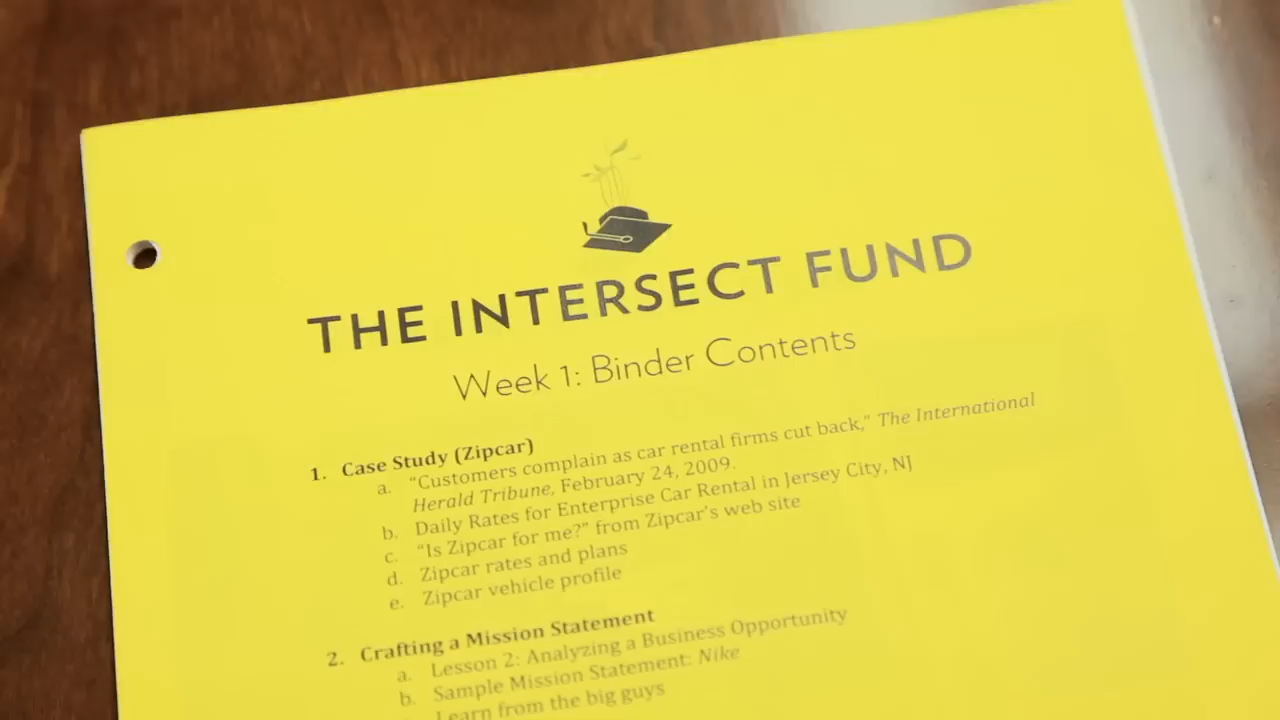 THE INTERSECT FUND
Week 1: Binder Contents
1. Case Study (Zipcar)
a. “Customers complain as car rental firms cut back,” The International
Herald Tribune, February 24, 2009.
b. Daily Rates for Enterprise Car Rental in Jersey City, NJ
c. “Is Zipcar for me?” from Zipcar’s web site
d. Zipcar rates and plans
e. Zipcar vehicle profile
2. Crafting a Mission Statement
a. Lesson 2: Analyzing a Business Opportunity
b. Sample Mission Statement: Nike
Learn from the big guys